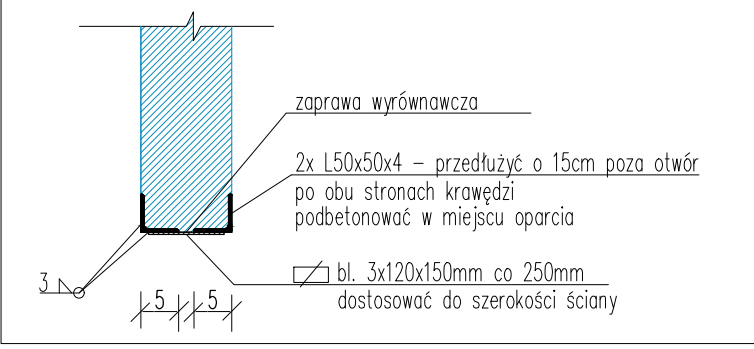 zaprawa wyrównawcza
2x L50x50x4 – przedłużyć o 15cm poza otwór
po obu stronach krawędzi
podbetonować w miejscu oparcia
bl. 3x120x150mm co 250mm
dostosować do szerokości ściany
3
5 5